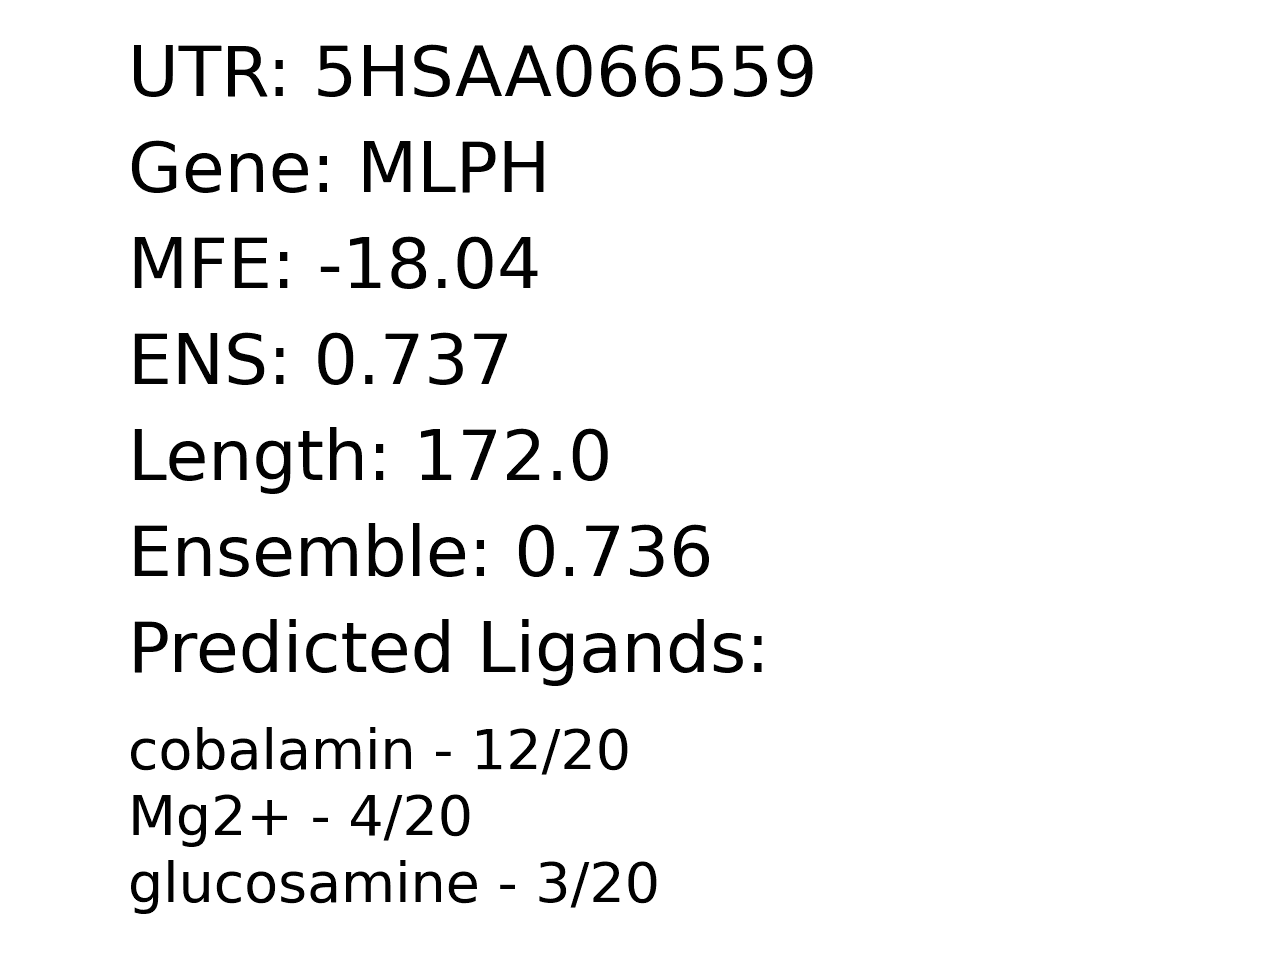 UTR: 5HSAA066559
Gene: MLPH
MFE: -18.04
ENS: 0.737
Length: 172.0
Ensemble: 0.736
Predicted Ligands:
cobalamin - 12/20
Mg2+ - 4/20
glucosamine - 3/20